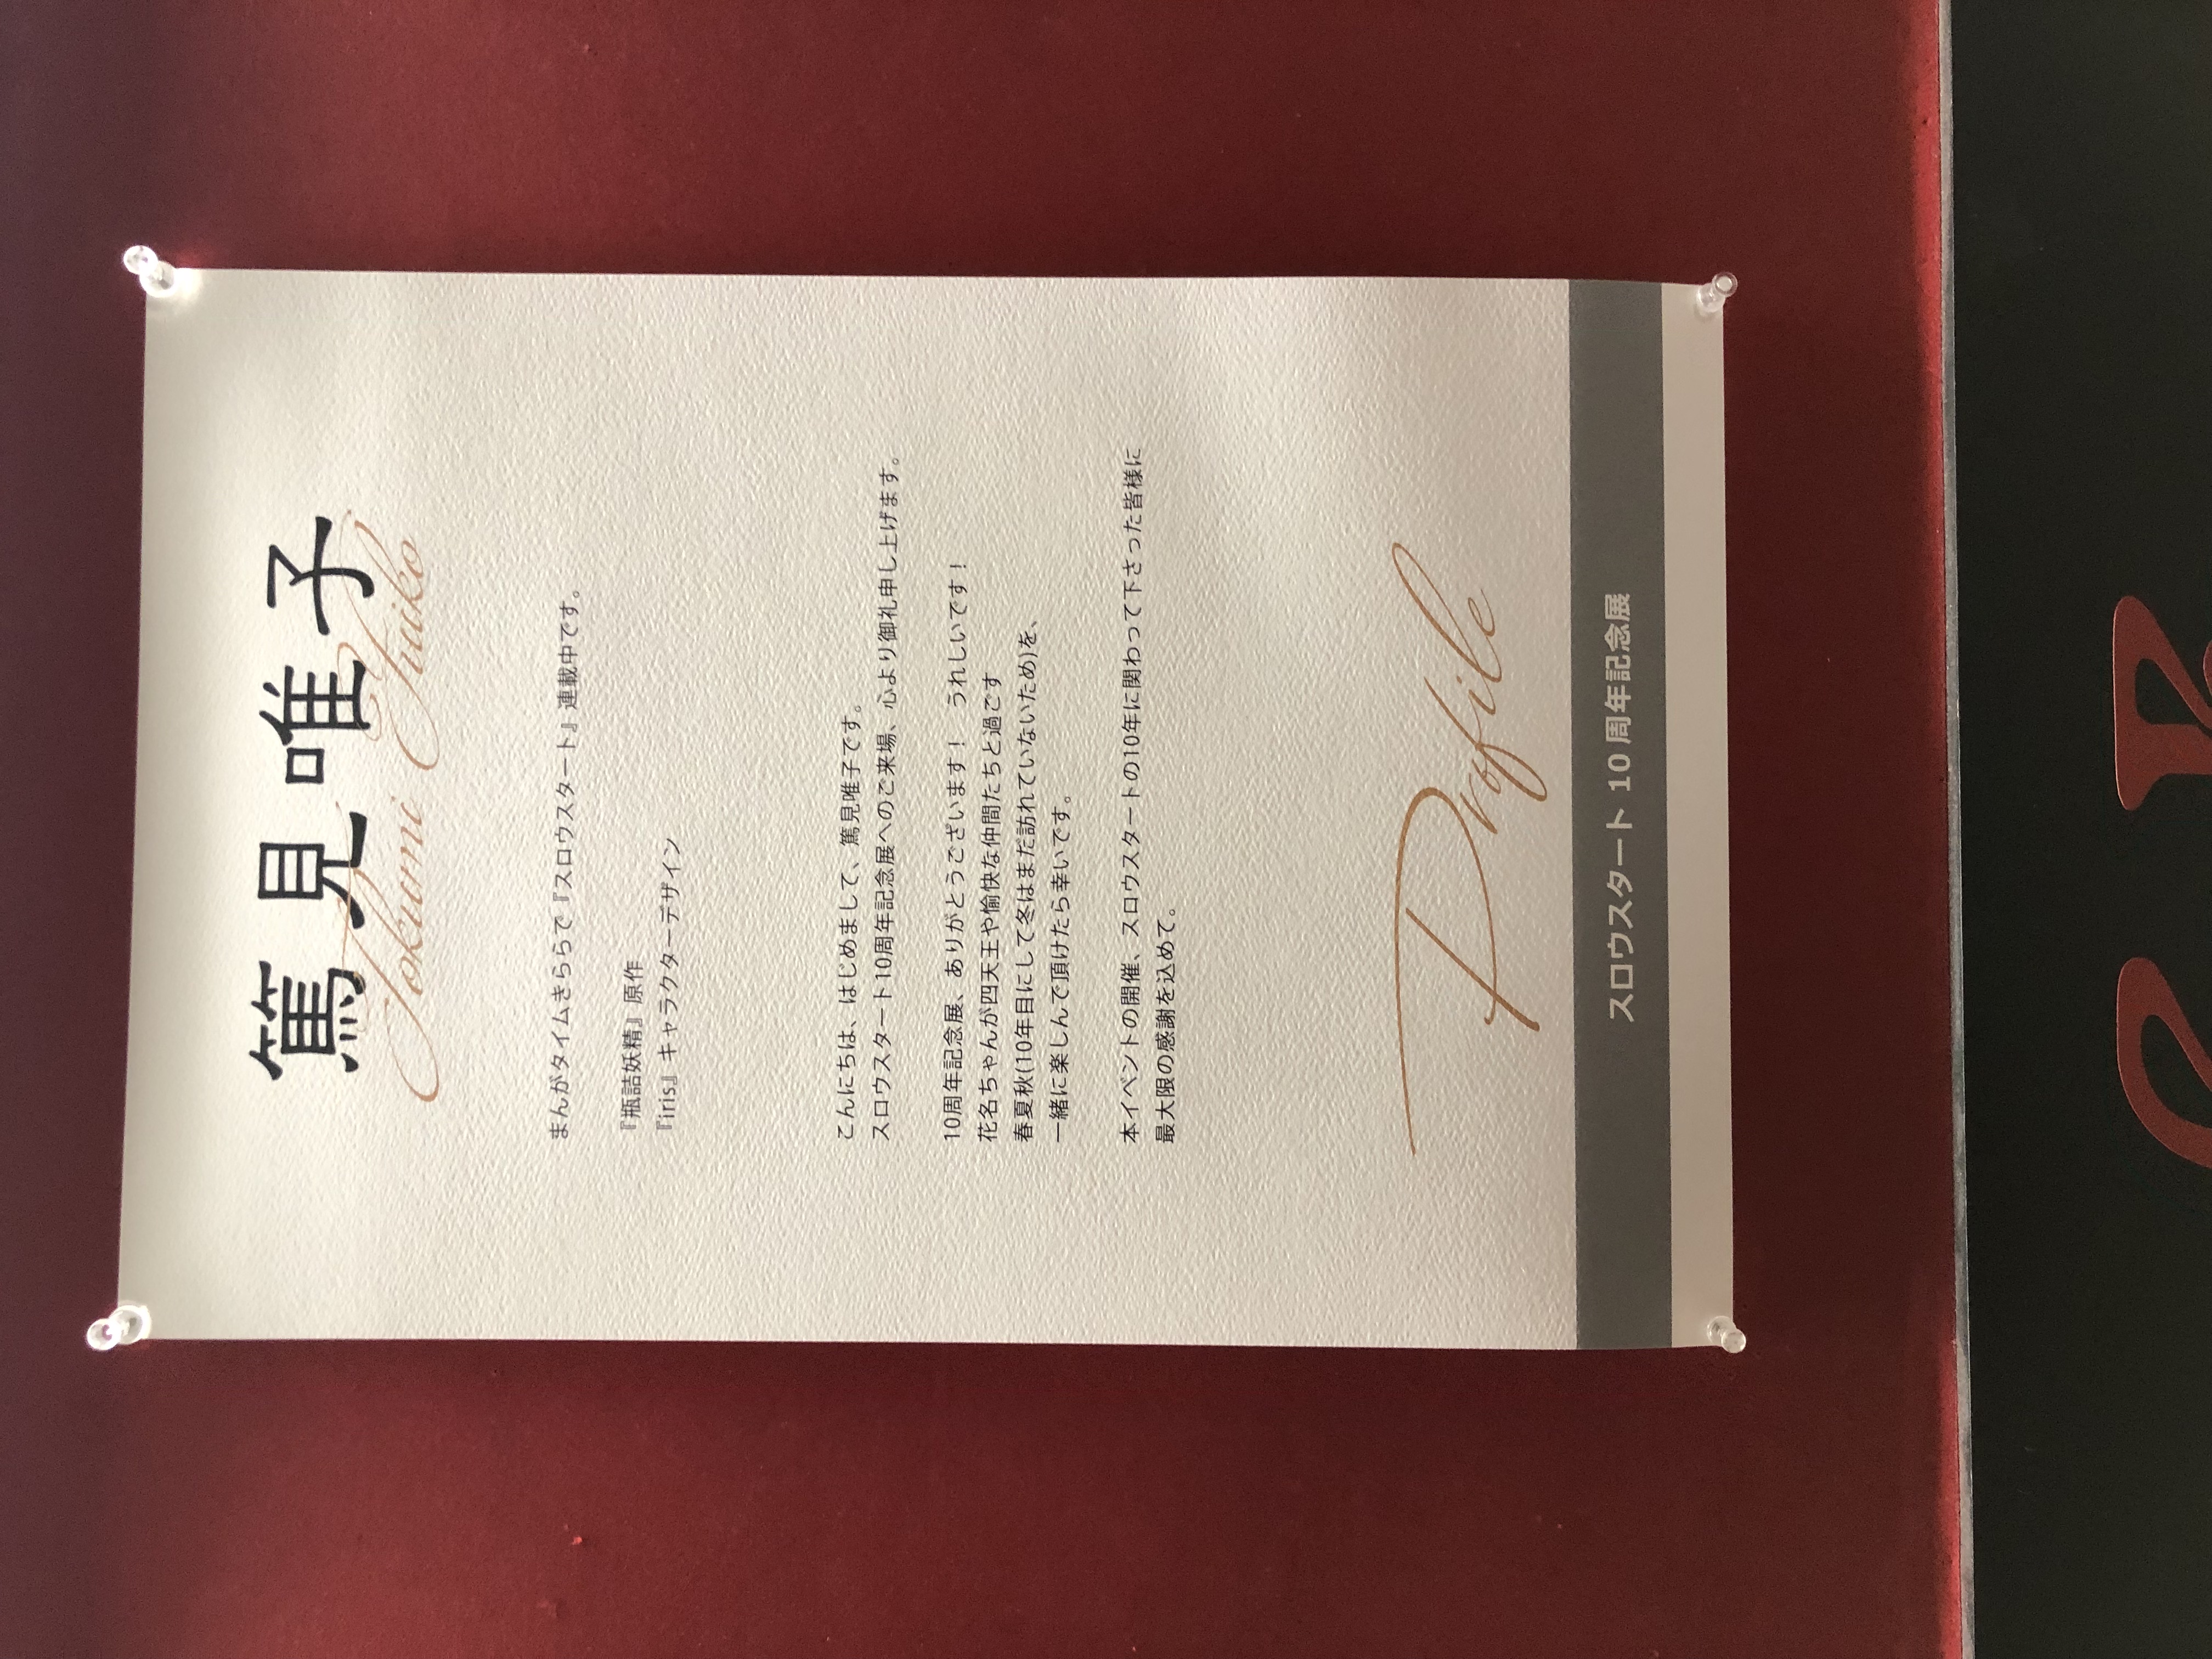 篤見唯子
Tokumi Yuiko
まんがタイムきららで『スロウスタート』連載中です。
『瓶詰妖精』原作
『iris』キャラクターデザイン
こんにちは、はじめまして、篤見唯子です。
スロウスタート10周年記念展へのご来場、心より御礼申し上げます。
10周年記念展、ありがとうございます！　うれしいです！
花名ちゃんが四天王や愉快な仲間たちと過ごす
春夏秋(10年目にして冬はまだ訪れていないため)を、
一緒に楽しんで頂けたら幸いです。
本イベントの開催、スロウスタートの10年に関わって下さった皆様に
最大限の感謝を込めて。
Profile
スロウスタート 10 周年記念展